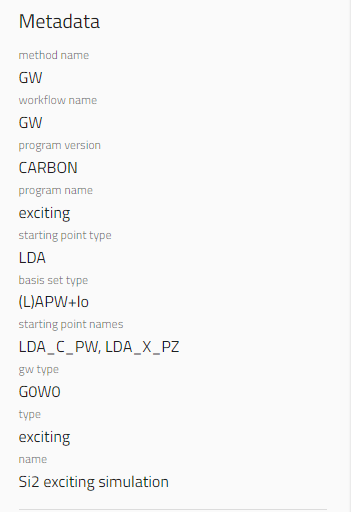 Metadata
method name
GW
workflow name
GW
program version
CARBON
program name
exciting
starting point type
LDA
basis set type
(L)APW+lo
starting point names
LDA_C_PW, LDA_X_PZ
gw type
G0W0
type
exciting
name
Si2 exciting simulation